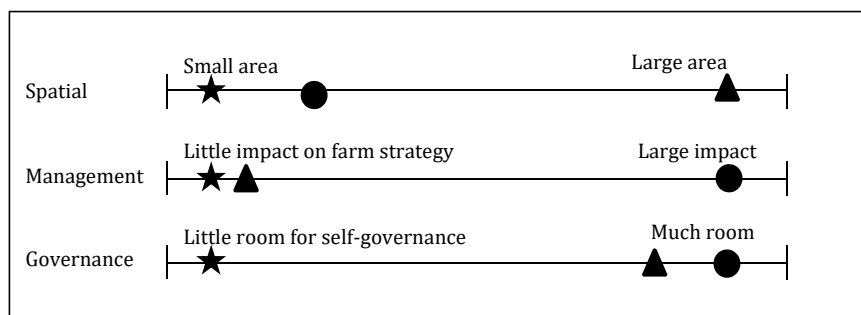 Small area
Large area
Spatial
Little impact on farm strategy
Large impact
Management
Little room for self-governance
Much room
Governance